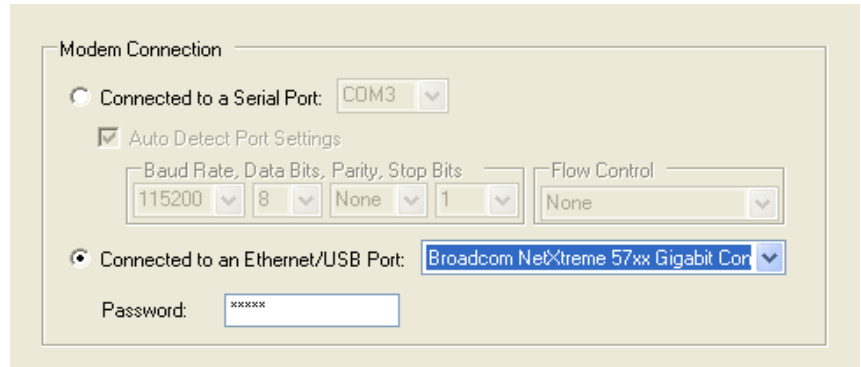 Modem Connection
Connected to a Serial Port: COM3
Auto Detect Port Settings
Baud Rate, Data Bits, Parity, Stop Bits Flow Control
115200 8 None 1 None
Connected to an Ethernet/USB Port: Broadcom NetXtreme 57xx Gigabit Con
Password: *****